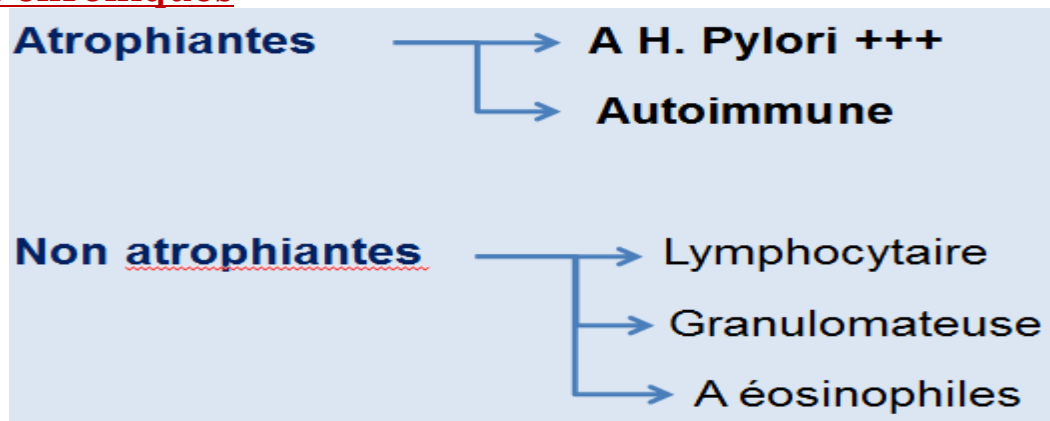 Atrophiantes A H. Pylori +++
Autoimmune
Non atrophiantes Lymphocytaire
Granulomateuse
A éosinophiles